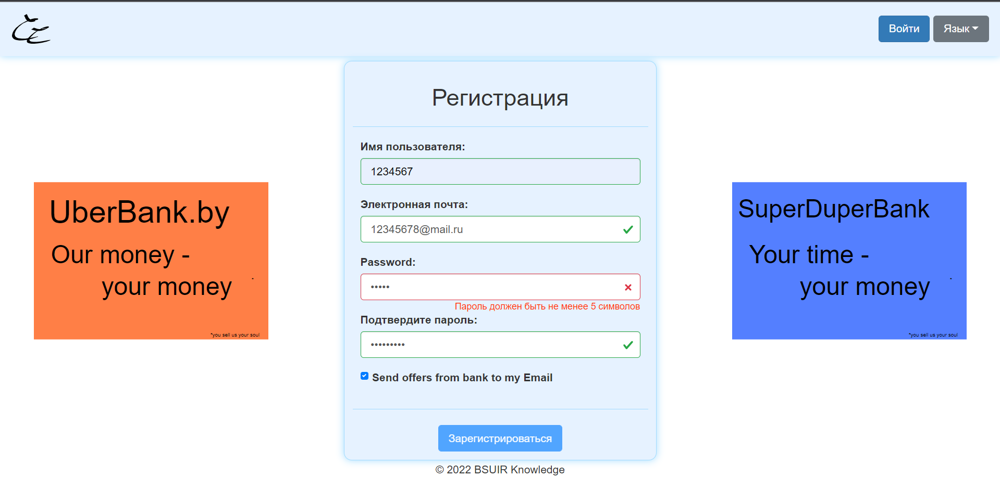 Войти
Язык
Регистрация
Имя пользователя:
1234567
Электронная почта:
12345678@mail.ru
Password:
•••••
Пароль должен быть не менее 5 символов
Подтвердите пароль:
•••••••••
Send offers from bank to my Email
Зарегистрироваться
UberBank.by
Our money -
your money
*you sell us your soul
SuperDuperBank
Your time -
your money
*you sell us your soul
© 2022 BSUIR Knowledge